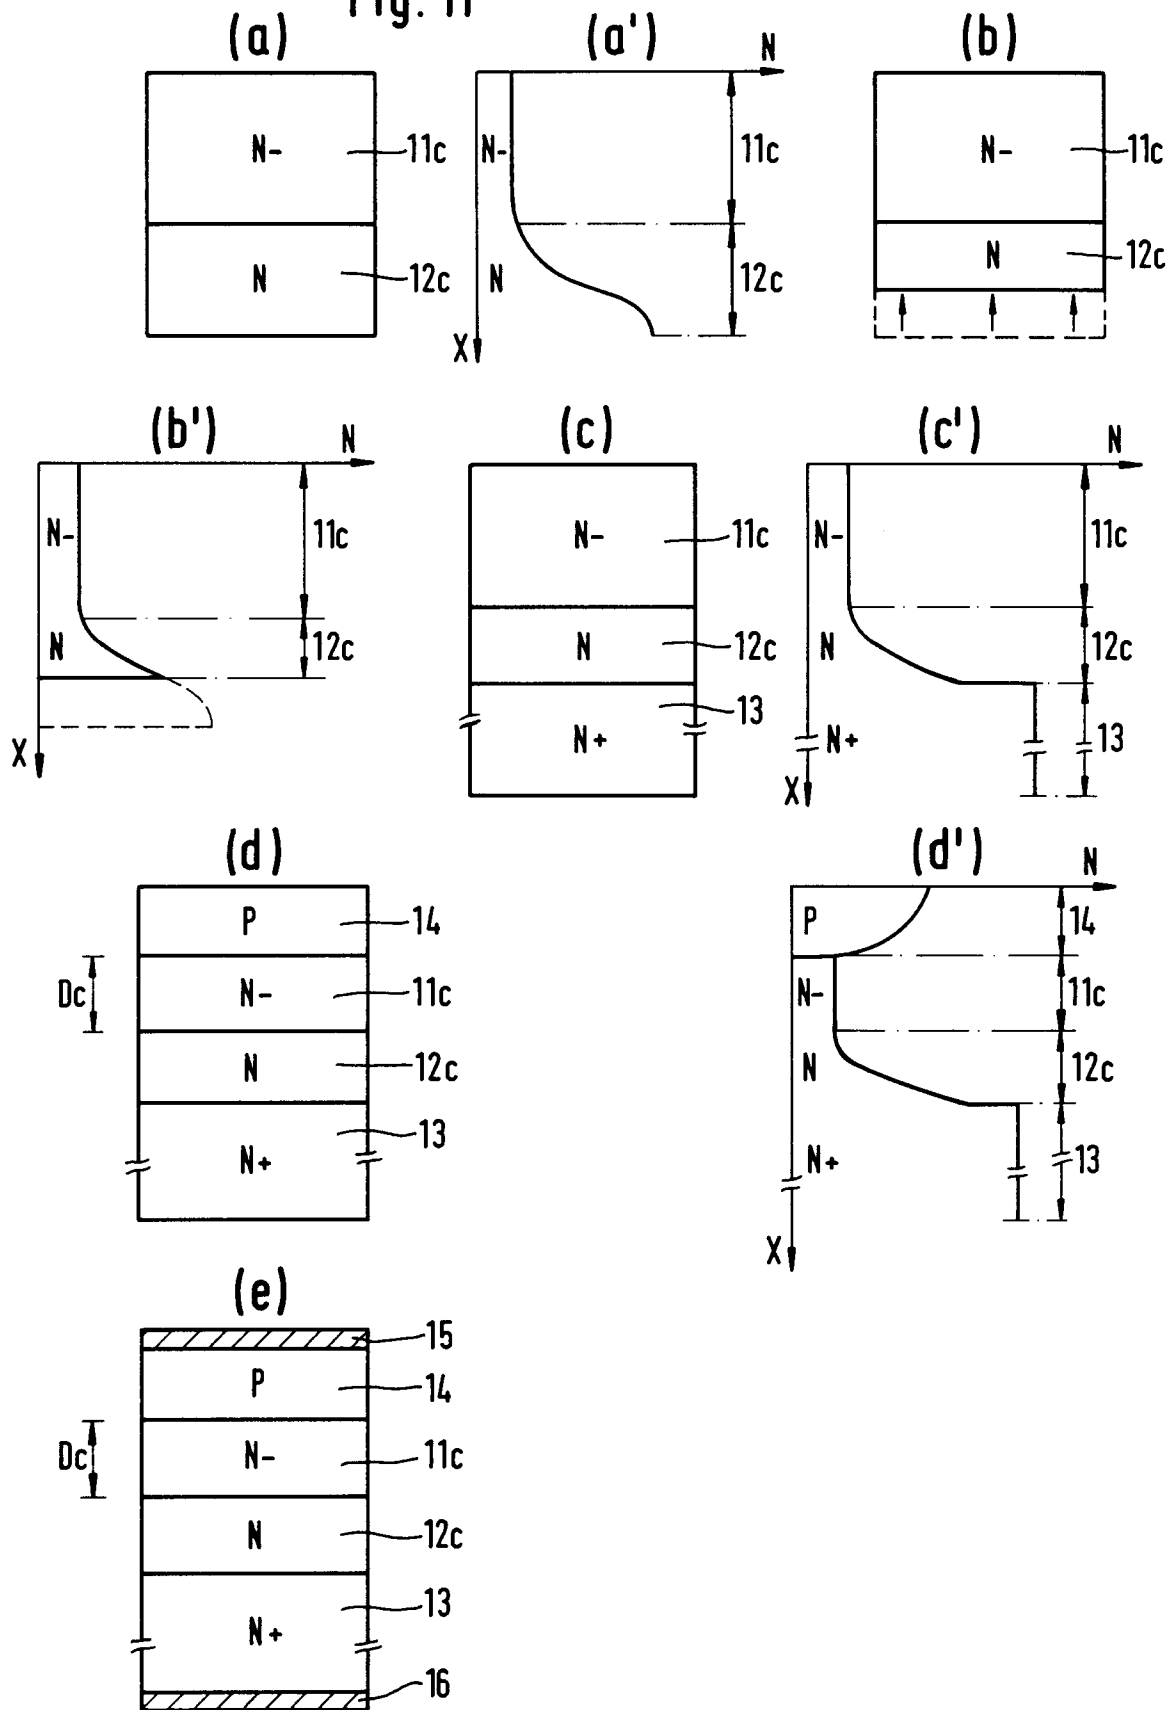 (a)
N-
11c
N
12c
(a')
N
N-
11c
N
12c
X
(b)
N-
11c
N
12c
(b')
N
N-
11c
N
12c
X
(c)
N-
11c
N
12c
13
N+
(c')
N
N-
11c
N
12c
N+
13
X
(d)
P
14
Dc
N-
11c
N
12c
13
N+
(d')
N
P
14
N-
11c
N
12c
N+
13
X
(e)
15
P
14
Dc
N-
11c
N
12c
13
N+
16